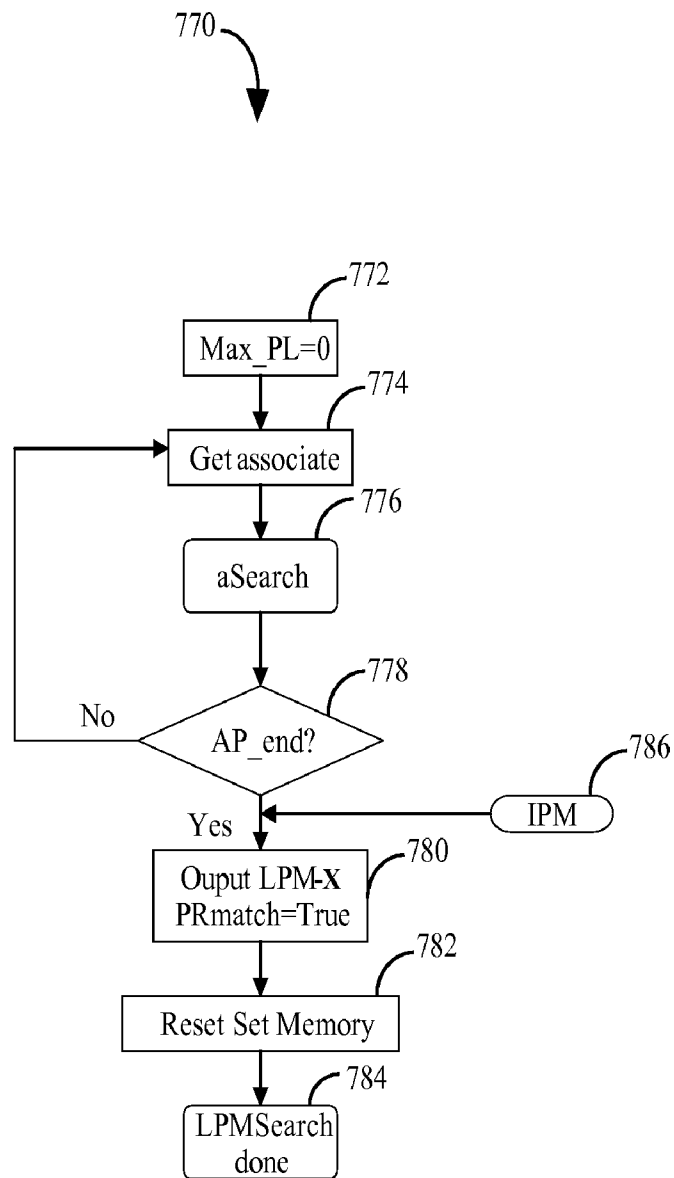 770
772
Max_PL=0
774
Get associate
776
aSearch
778
No
AP_end?
786
IPM
Yes
780
Ouput LPM-X
PRmatch=True
782
Reset Set Memory
784
LPMSearch
done